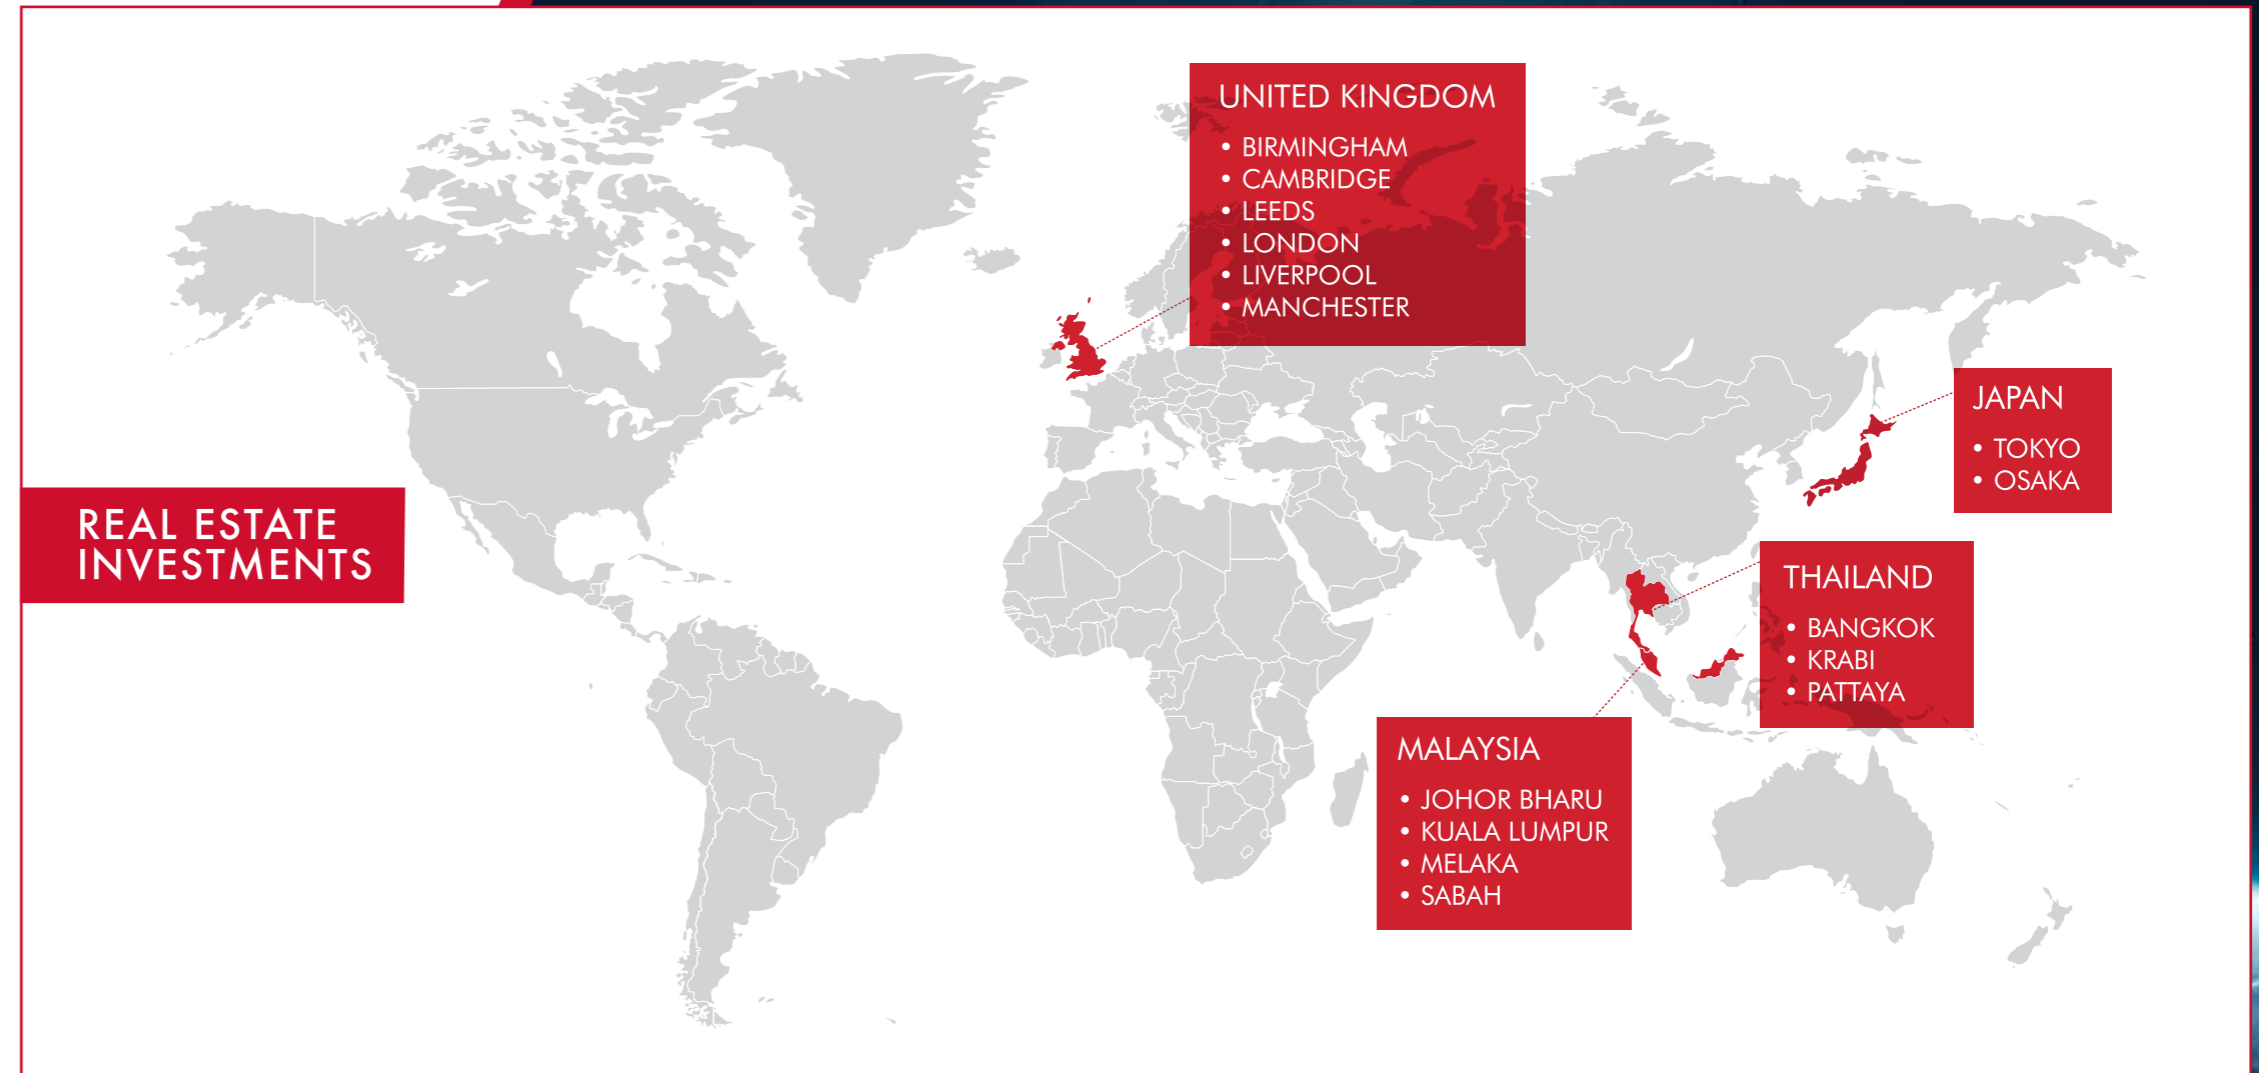 UNITED KINGDOM
• BIRMINGHAM
• CAMBRIDGE
• LEEDS
• LONDON
• LIVERPOOL
• MANCHESTER
JAPAN
• TOKYO
• OSAKA
REAL ESTATE
INVESTMENTS
THAILAND
• BANGKOK
• KRABI
• PATTAYA
MALAYSIA
• JOHOR BHARU
• KUALA LUMPUR
• MELAKA
• SABAH